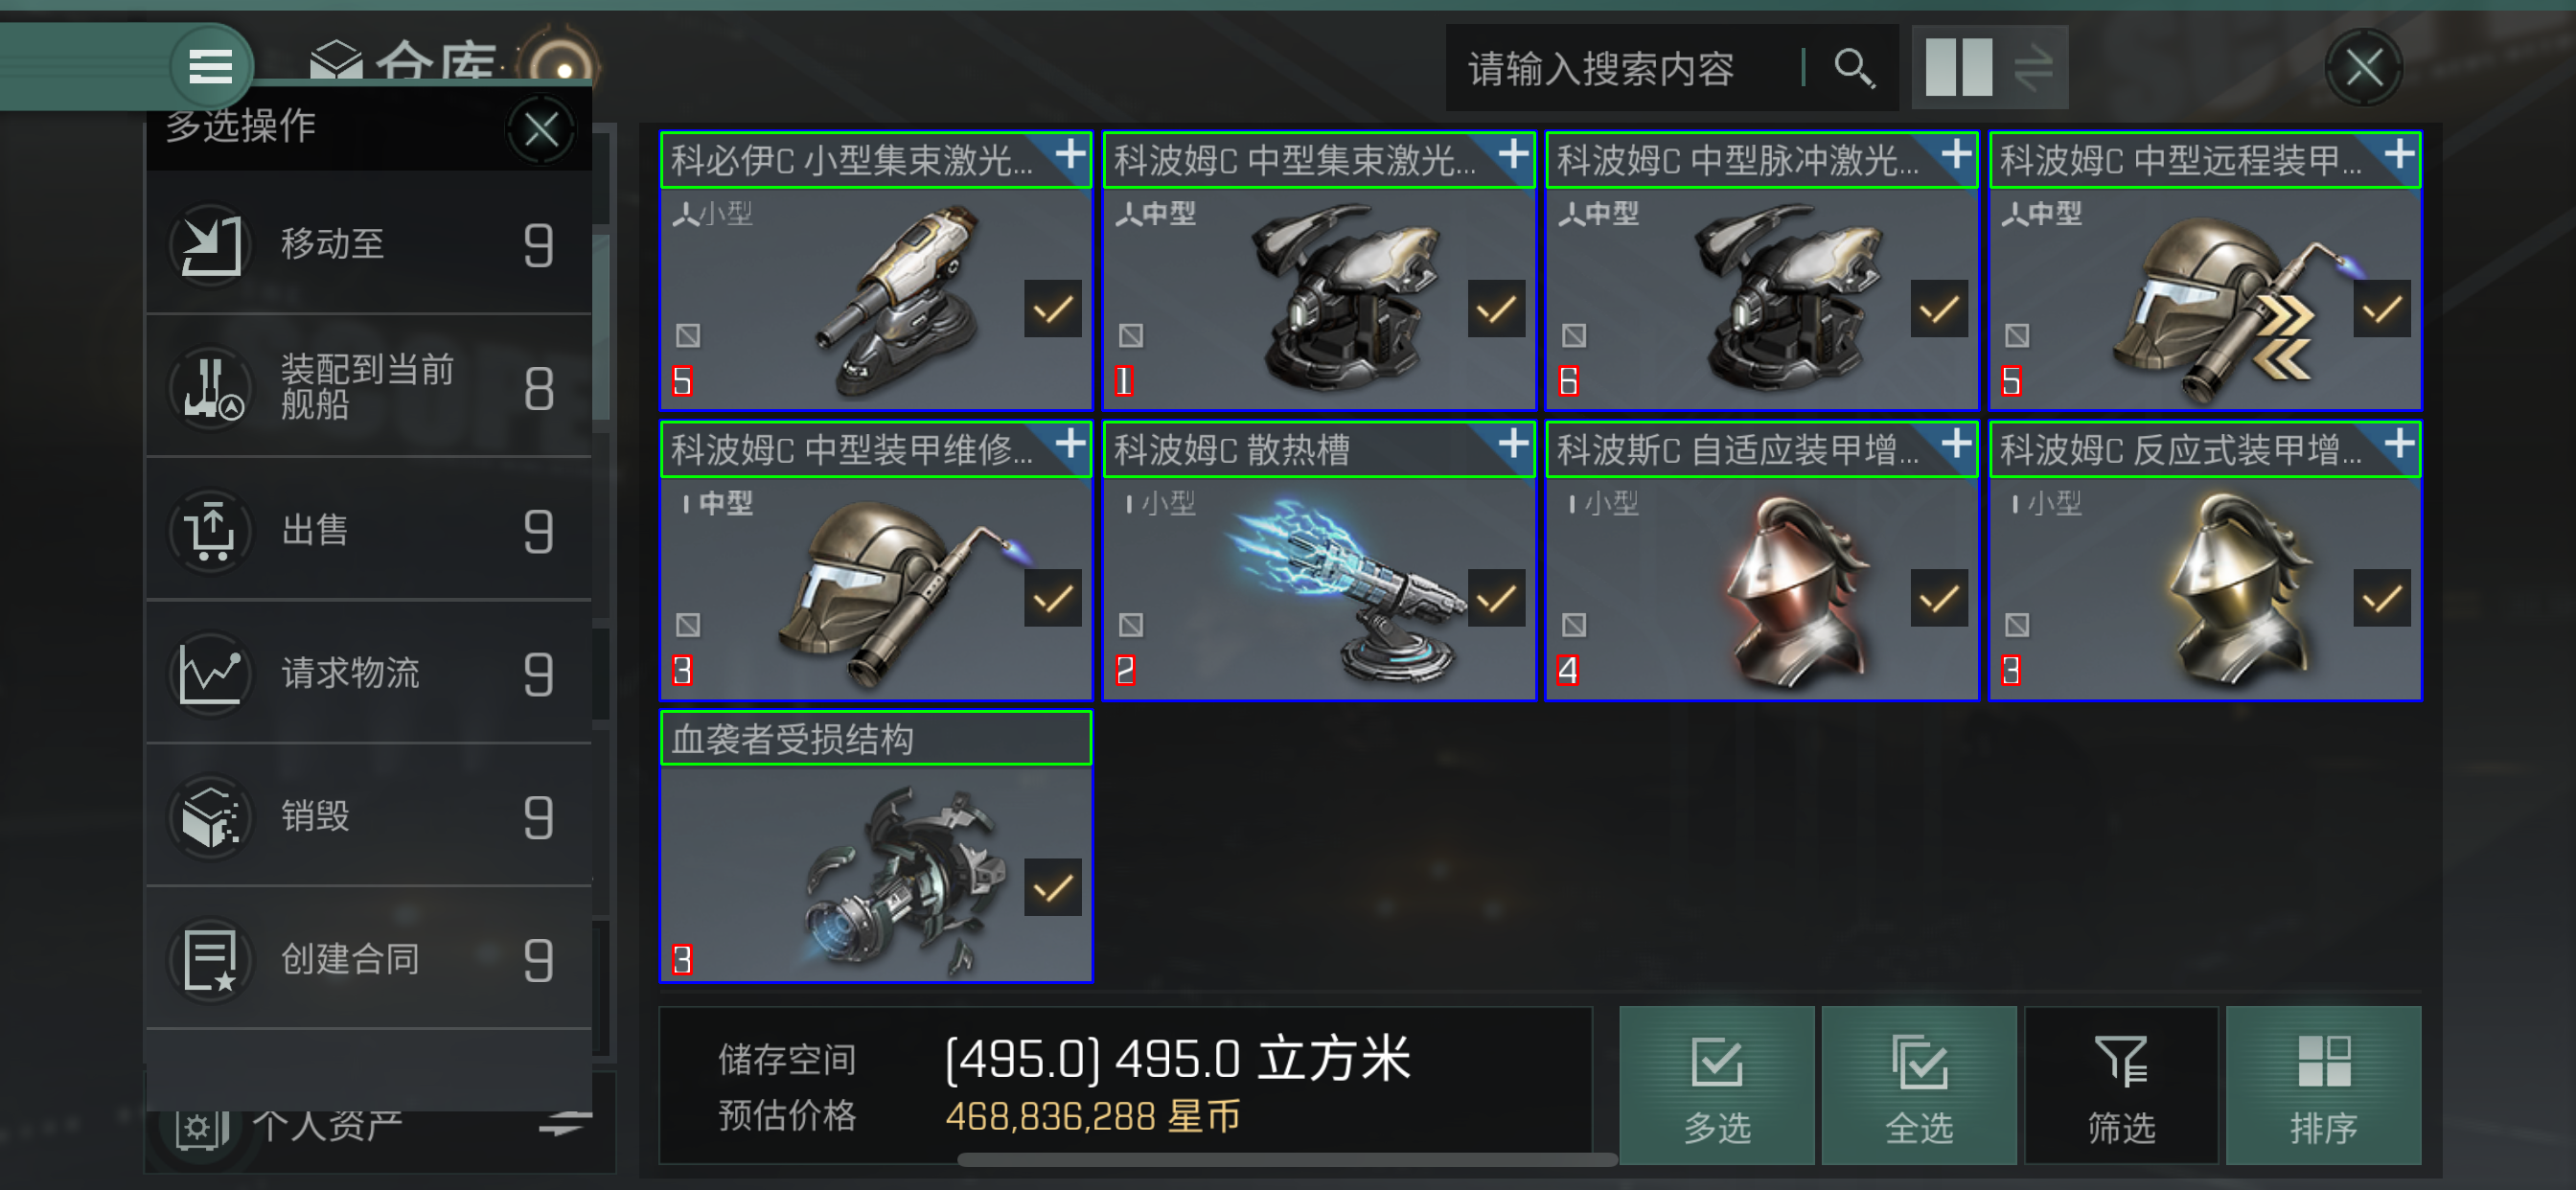 仓库
请输入搜索内容
多选操作
移动至 9
装配到当前
舰船 8
出售 9
请求物流 9
销毁 9
创建合同 9
个人资产
科必伊C 小型集束激光...
科波姆C 中型集束激光...
科波姆C 中型脉冲激光...
科波姆C 中型远程装甲...
小型
中型
中型
中型
5
1
6
5
科波姆C 中型装甲维修...
科波姆C 散热槽
科波斯C 自适应装甲增...
科波姆C 反应式装甲增...
中型
小型
小型
小型
3
2
4
3
血袭者受损结构
3
储存空间 (495.0) 495.0 立方米
预估价格 468,836,288 星币
多选
全选
筛选
排序